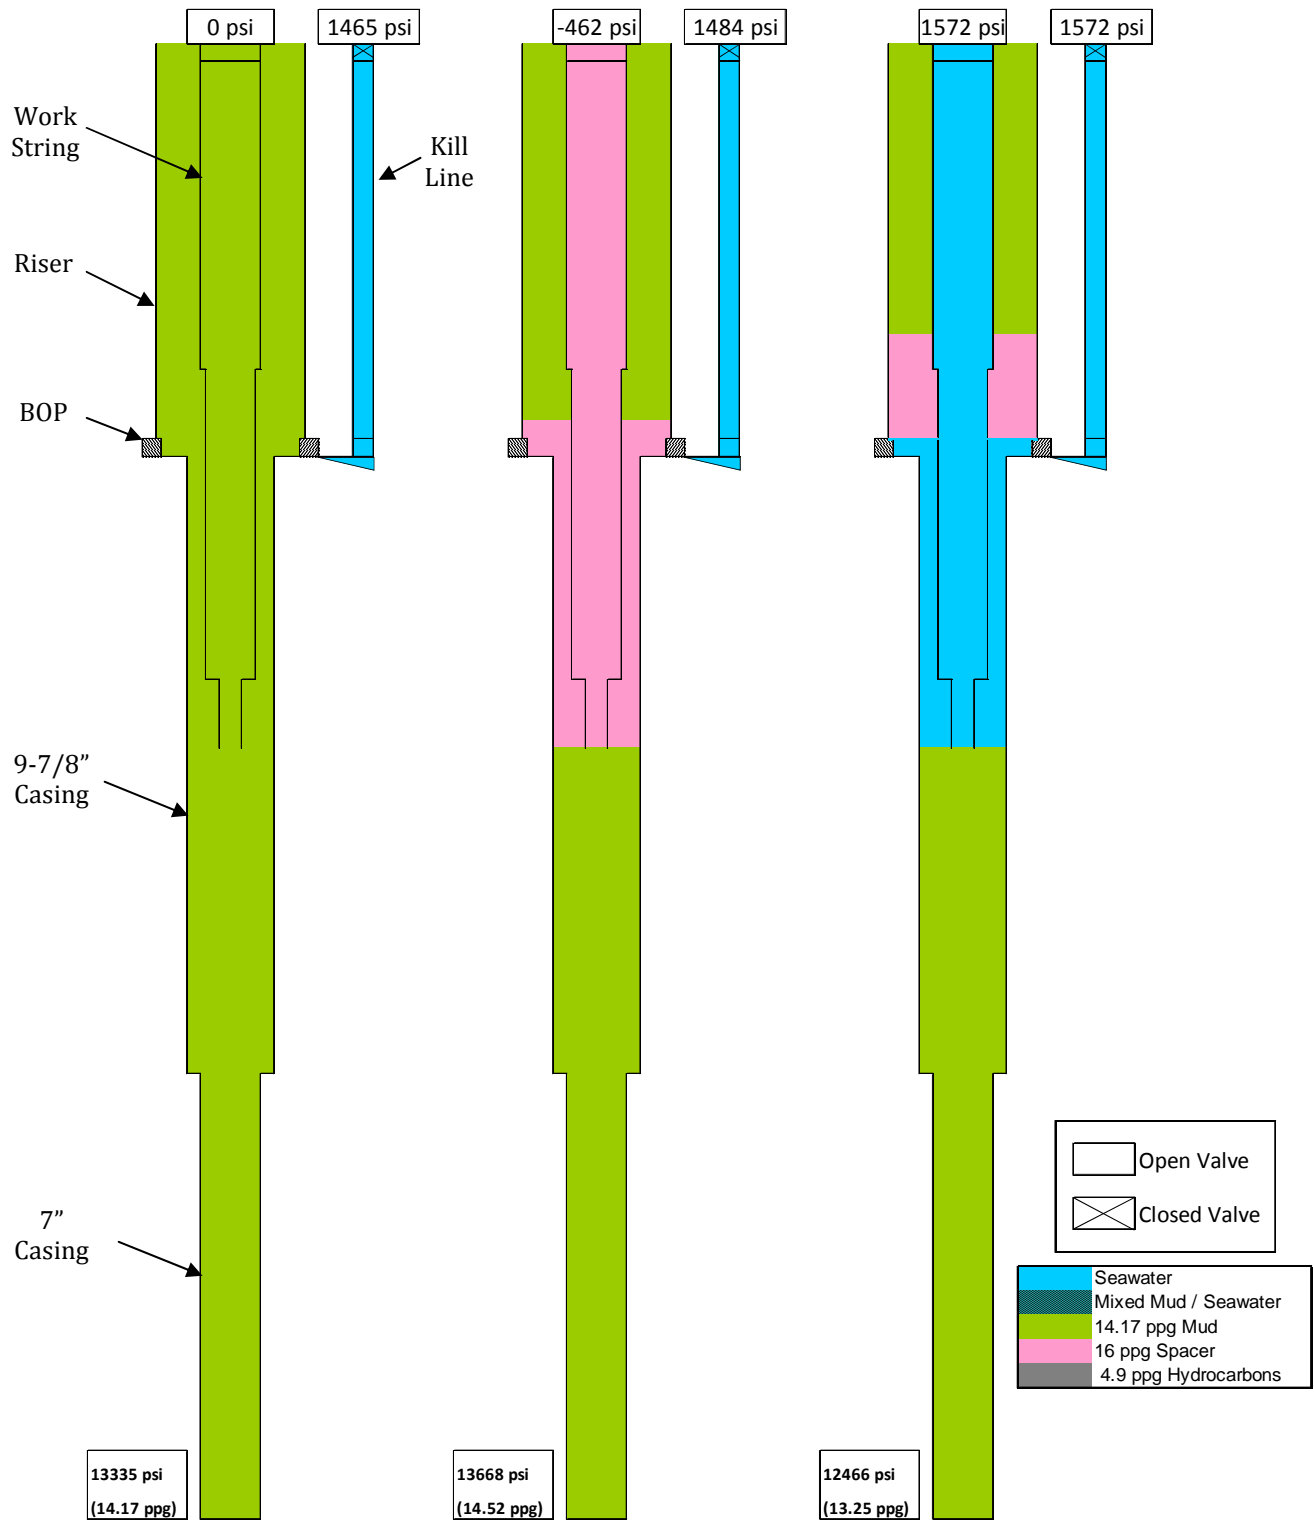 0 psi
1465 psi
-462 psi
1484 psi
1572 psi
1572 psi
Work
String
Kill
Line
Riser
BOP
9-7/8”
Casing
7”
Casing
Open Valve
Closed Valve
Seawater
Mixed Mud / Seawater
14.17 ppg Mud
16 ppg Spacer
4.9 ppg Hydrocarbons
13335 psi
(14.17 ppg)
13668 psi
(14.52 ppg)
12466 psi
(13.25 ppg)